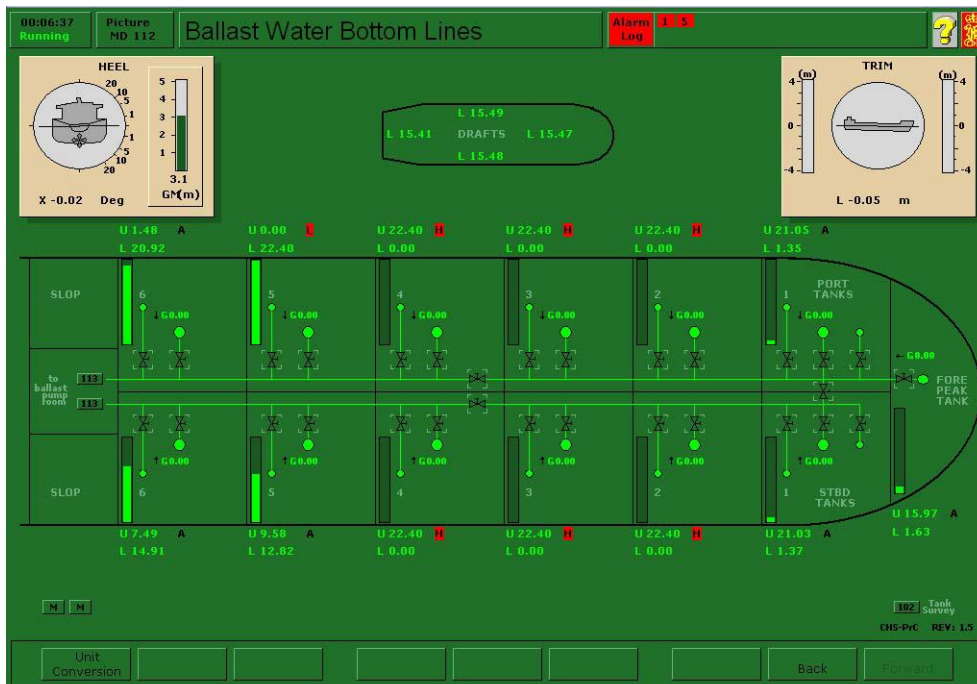 00:06:37
Running
Picture
MD 112
Ballast Water Bottom Lines
Alarm
Log
1 5
?
HEEL
20
10
5
1
1
5
10
20
5
4
3
2
1
3.1
GM(m)
X -0.02 Deg
L 15.49
L 15.41 DRAFTS L 15.47
L 15.48
TRIM
(m) (m)
4 4
0 0
-4 -4
L -0.05 m
U 1.48 A U 0.00 L U 22.40 H U 22.40 H U 22.40 H U 21.05 A
L 20.92 L 22.40 L 0.00 L 0.00 L 0.00 L 1.35
SLOP 6 5 4 3 2 1 PORT
TANKS
↓G0.00 ↓G0.00 ↓G0.00 ↓G0.00 ↓G0.00 ↓G0.00
←G0.00
to
ballast
pump
room
113
113
FORE
PEAK
TANK
↑G0.00 ↑G0.00 ↑G0.00 ↑G0.00 ↑G0.00 ↑G0.00
SLOP 6 5 4 3 2 1 STBD
TANKS
U 15.97 A
L 1.63
U 7.49 A U 9.58 A U 22.40 H U 22.40 H U 22.40 H U 21.03 A
L 14.91 L 12.82 L 0.00 L 0.00 L 0.00 L 1.37
M M
102 Tank
Survey
CHS-PrC REV: 1.5
Unit
Conversion
Back
Forward